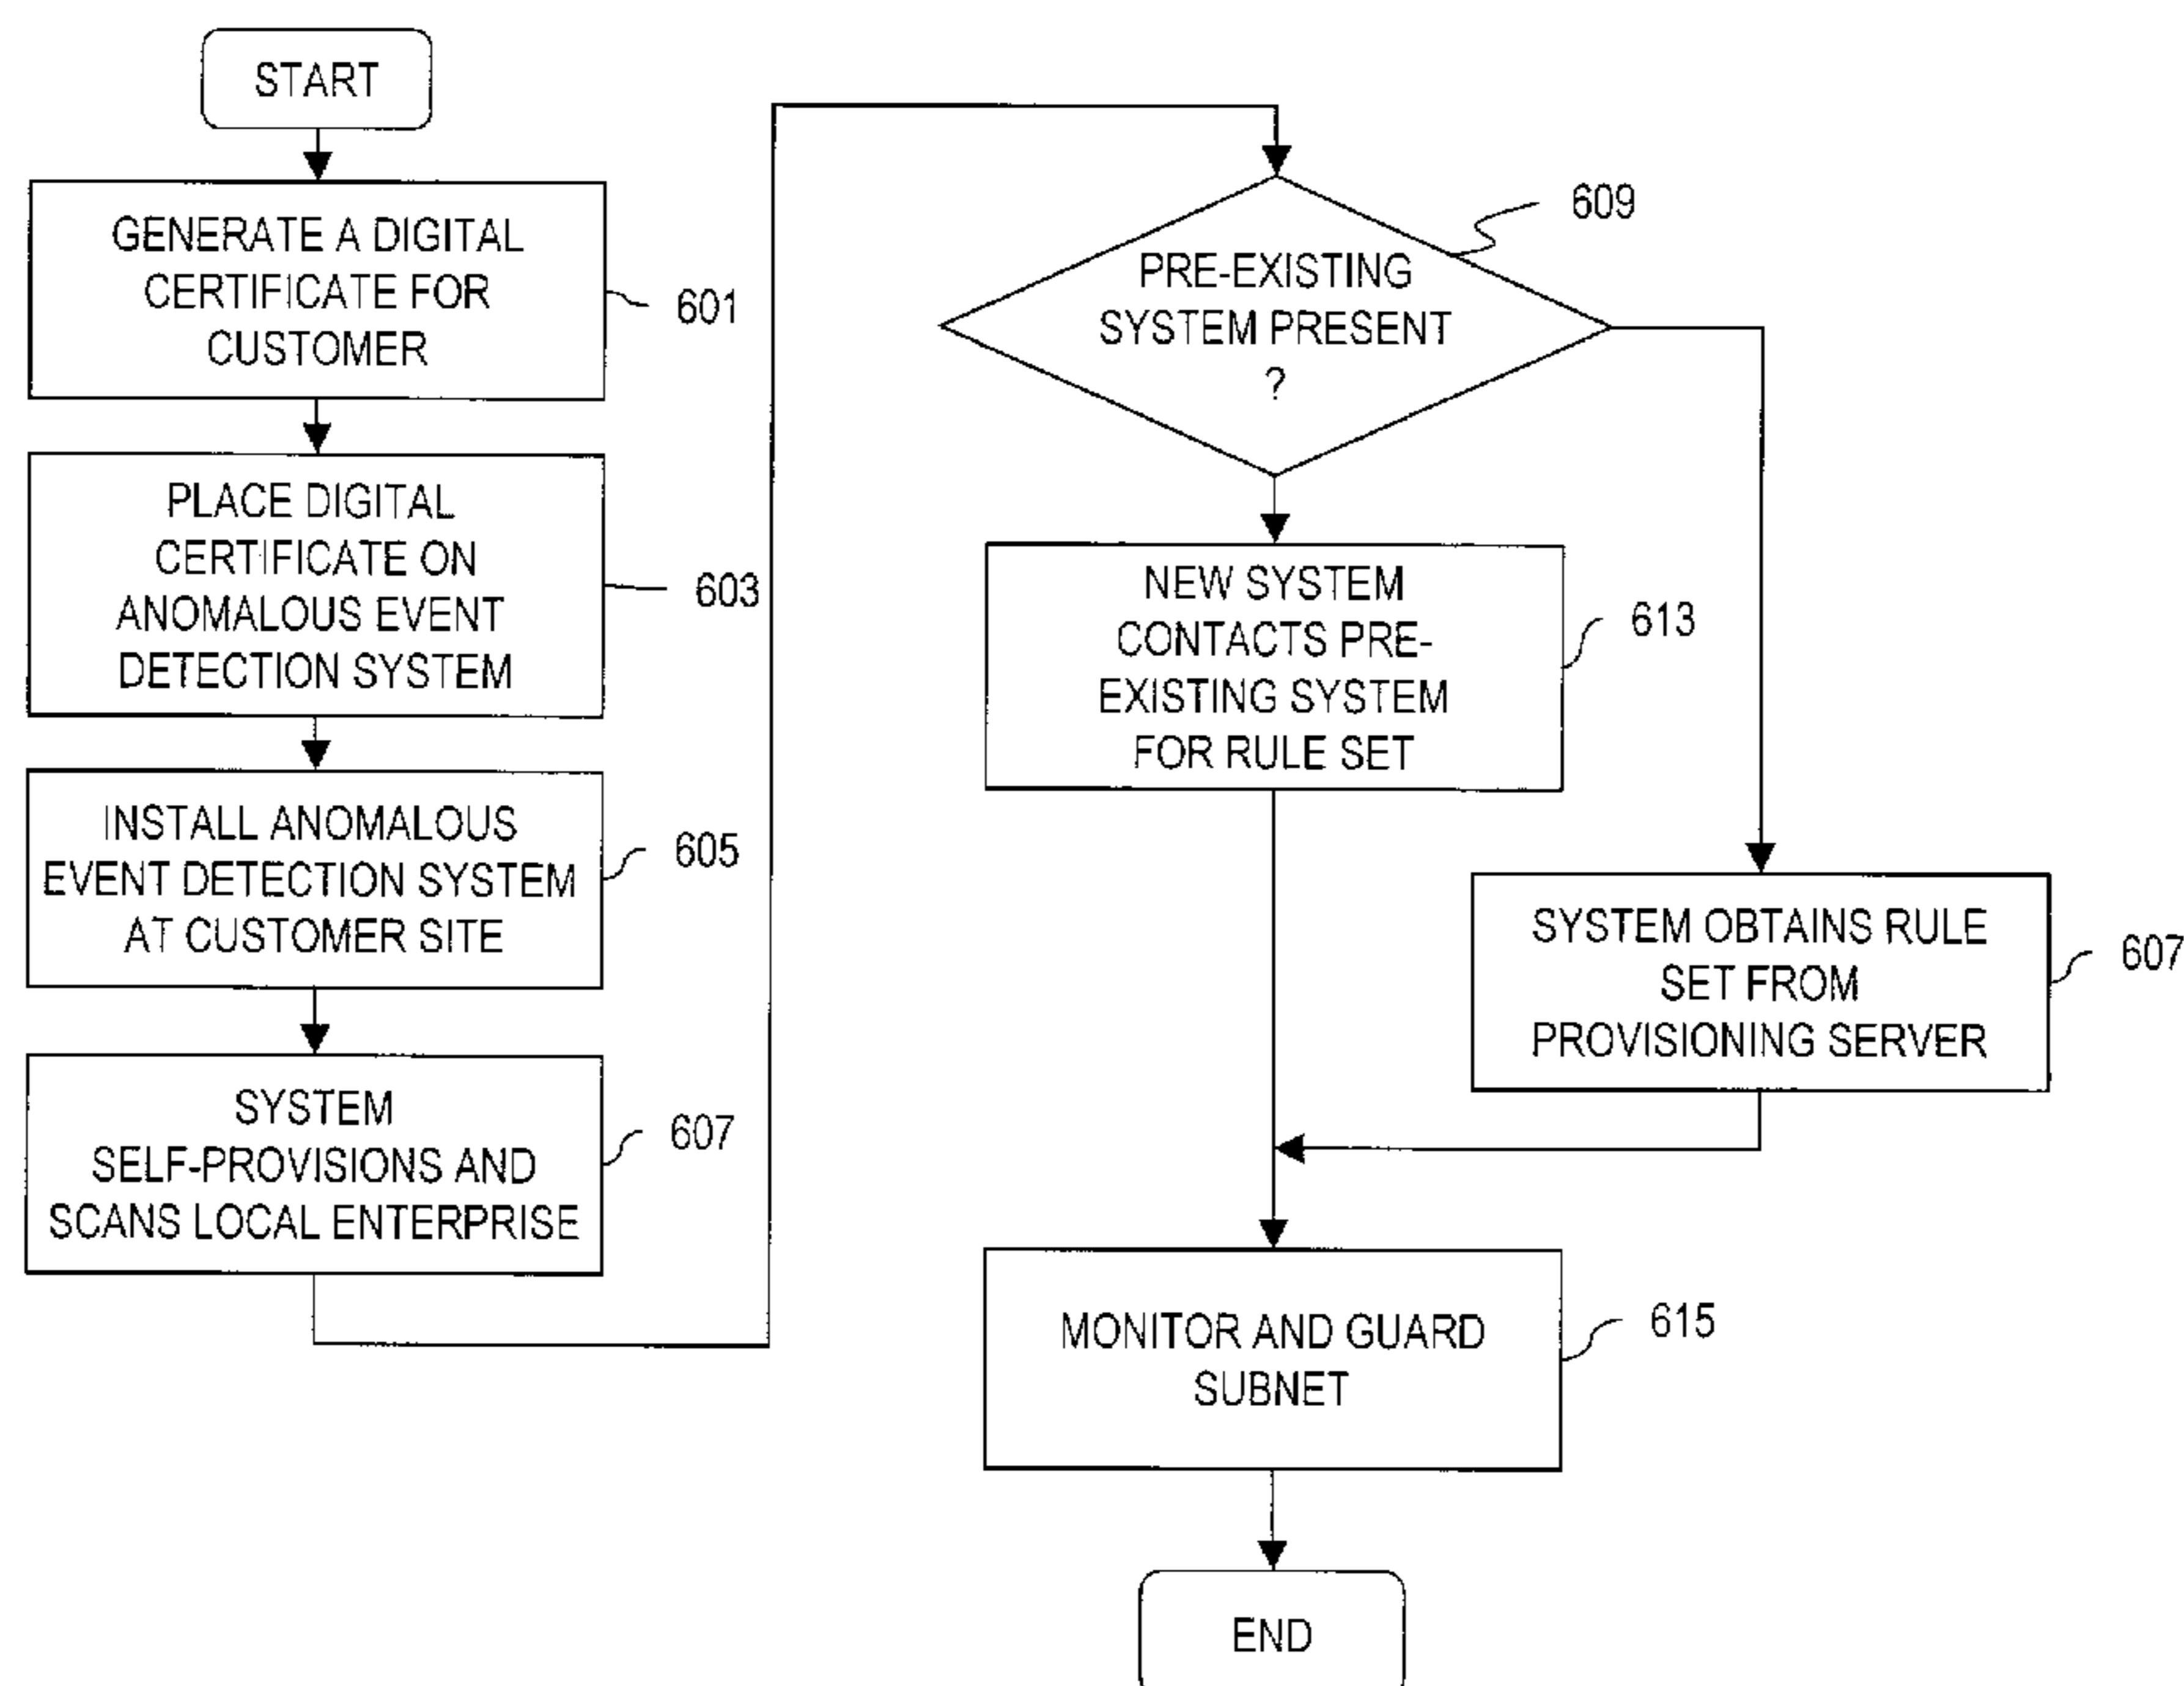 START
GENERATE A DIGITAL
CERTIFICATE FOR
CUSTOMER
601
PLACE DIGITAL
CERTIFICATE ON
ANOMALOUS EVENT
DETECTION SYSTEM
603
INSTALL ANOMALOUS
EVENT DETECTION SYSTEM
AT CUSTOMER SITE
605
SYSTEM
SELF-PROVISIONS AND
SCANS LOCAL ENTERPRISE
607
PRE-EXISTING
SYSTEM PRESENT
?
609
NEW SYSTEM
CONTACTS PRE-
EXISTING SYSTEM
FOR RULE SET
613
SYSTEM OBTAINS RULE
SET FROM
PROVISIONING SERVER
607
MONITOR AND GUARD
SUBNET
615
END